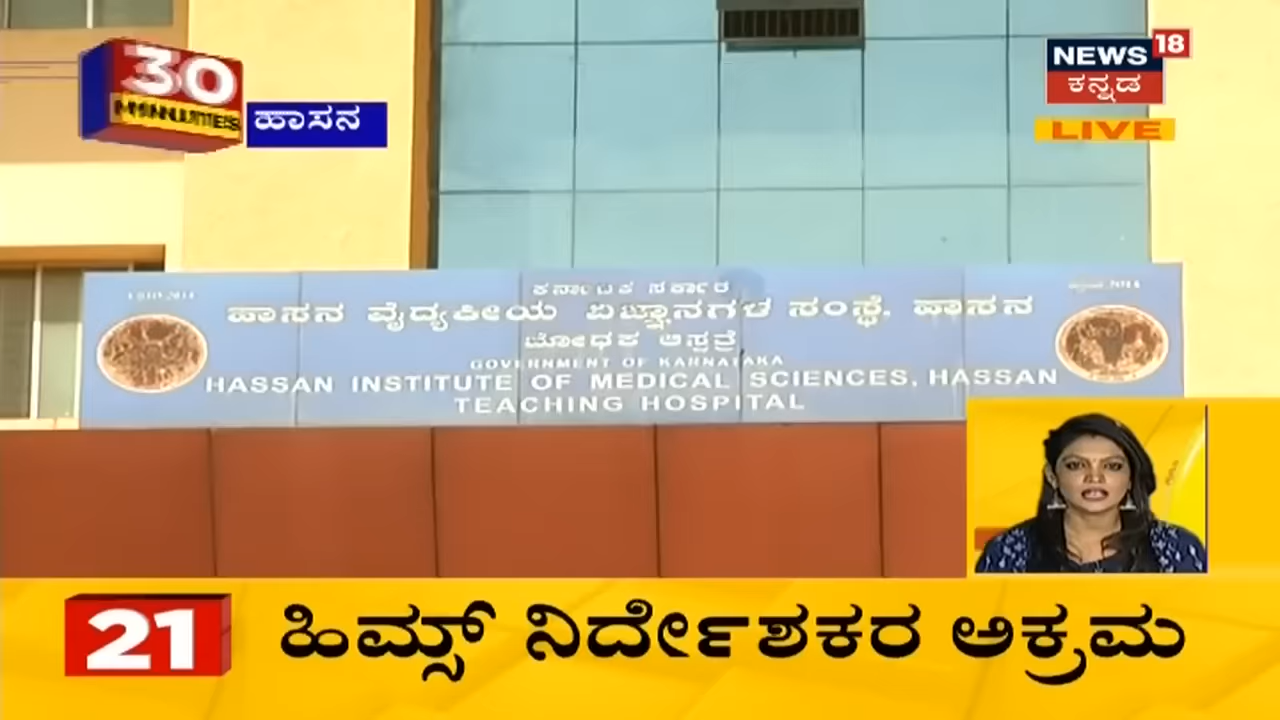 30
MINUTES
ಹಾಸನ
NEWS 18
ಕನ್ನಡ
LIVE
ಕರ್ನಾಟಕ ಸರ್ಕಾರ
ಹಾಸನ ವೈದ್ಯಕೀಯ ವಿಜ್ಞಾನಗಳ ಸಂಸ್ಥೆ, ಹಾಸನ
ಬೋಧಕ ಆಸ್ಪತ್ರೆ
GOVERNMENT OF KARNATAKA
HASSAN INSTITUTE OF MEDICAL SCIENCES, HASSAN
TEACHING HOSPITAL
21
ಹಿಮ್ಸ್ ನಿರ್ದೇಶಕರ ಅಕ್ರಮ